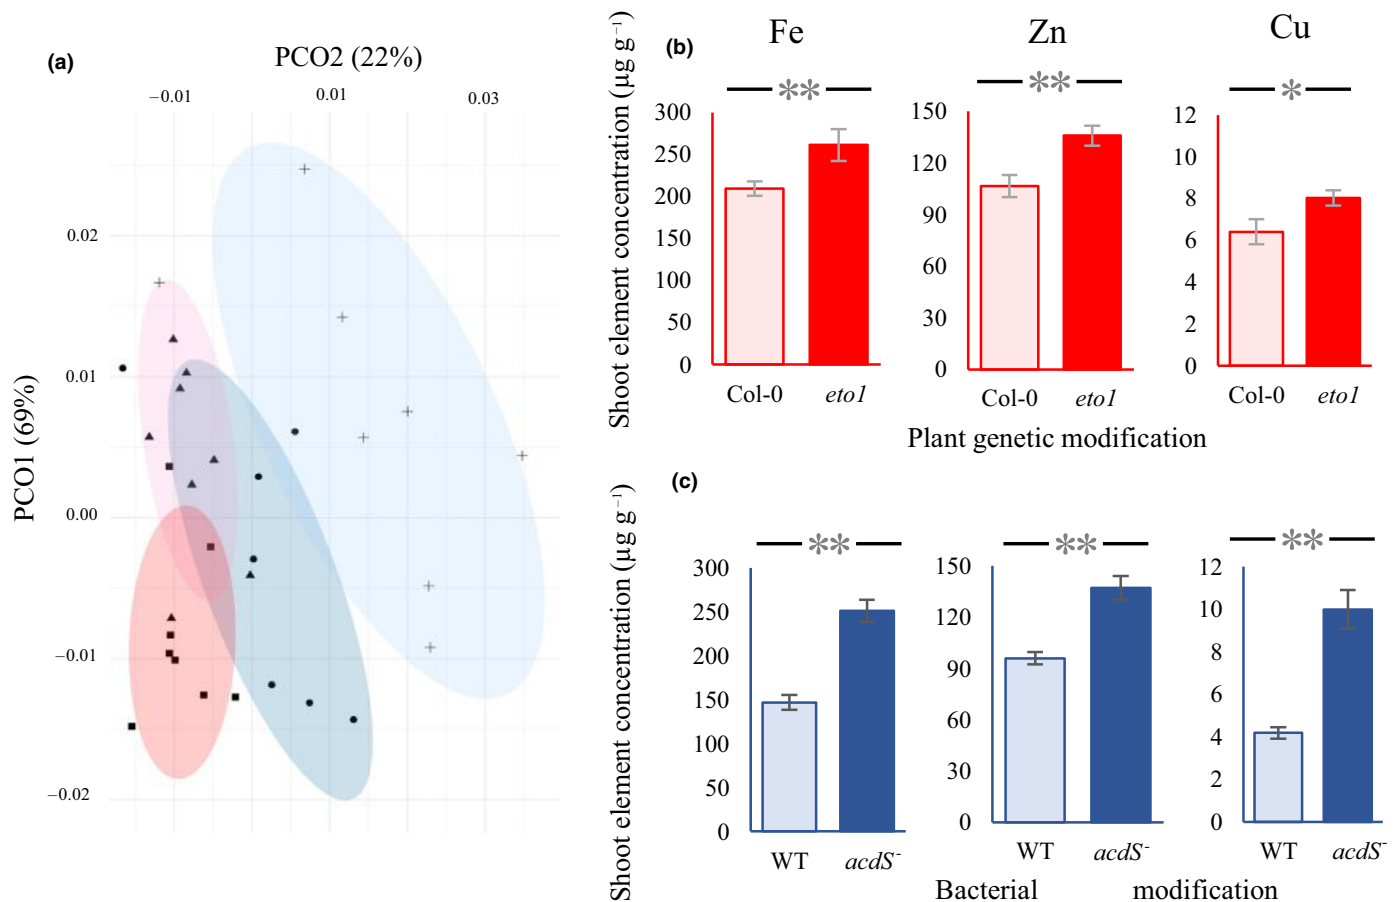 (a)
PCO2 (22%)
−0.01
0.01
0.03
PCO1 (69%)
0.02
0.01
0.00
−0.01
−0.02
(b)
Shoot element concentration (µg g⁻¹)
Fe
**
300
250
200
150
100
50
0
Col-0
eto1
Zn
**
150
120
90
60
30
0
Col-0
eto1
Cu
*
12
10
8
6
4
2
0
Col-0
eto1
Plant genetic modification
(c)
Shoot element concentration (µg g⁻¹)
**
300
250
200
150
100
50
0
WT
acdS⁻
**
150
120
90
60
30
0
WT
acdS⁻
**
12
10
8
6
4
2
0
WT
acdS⁻
Bacterial modification